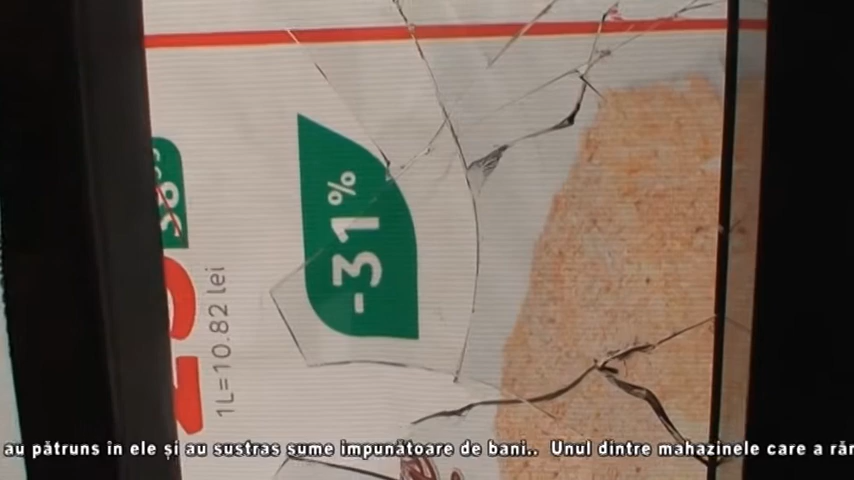 -31%
1L=10.82 lei
au pătruns în ele și au sustras sume impunătoare de bani.. Unul dintre mahazinele care a